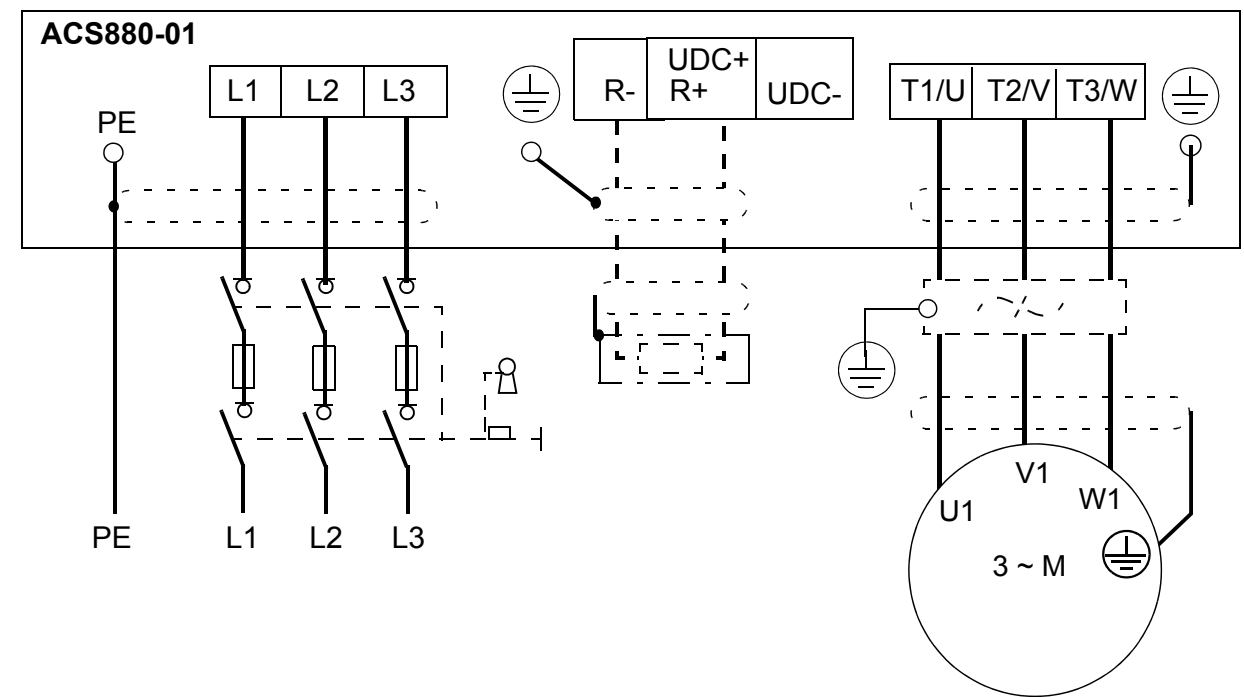 ACS880-01
PE
L1 L2 L3
R- UDC+ R+ UDC-
T1/U T2/V T3/W
PE L1 L2 L3
U1 V1 W1
3 ~ M